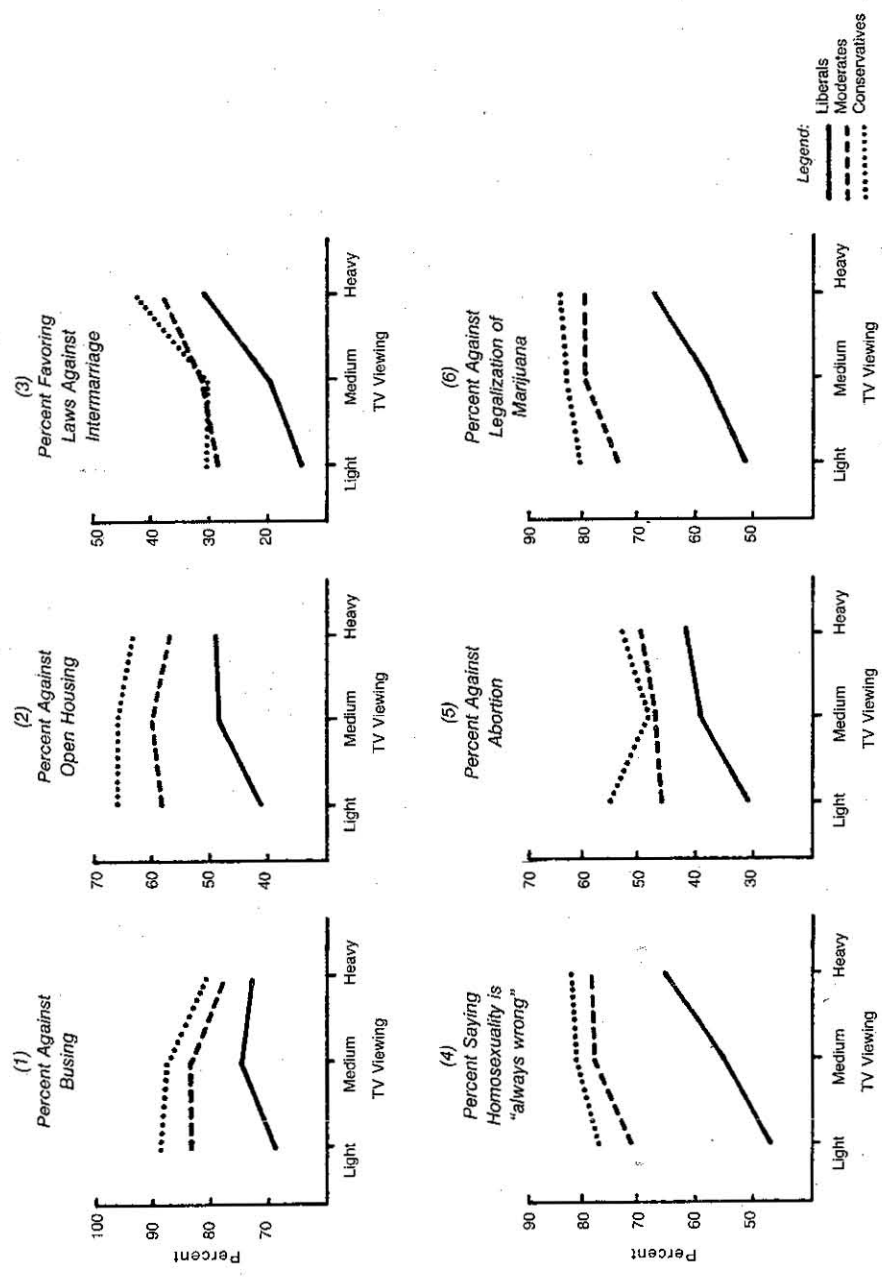 (1)
Percent Against
Busing
100
90
80
70
Percent
Light
Medium
Heavy
TV Viewing
(2)
Percent Against
Open Housing
70
60
50
40
Light
Medium
Heavy
TV Viewing
(3)
Percent Favoring
Laws Against
Intermarriage
50
40
30
20
Light
Medium
Heavy
TV Viewing
(4)
Percent Saying
Homosexuality is
"always wrong"
90
80
70
60
50
Percent
Light
Medium
Heavy
TV Viewing
(5)
Percent Against
Abortion
70
60
50
40
30
Light
Medium
Heavy
TV Viewing
(6)
Percent Against
Legalization of
Marijuana
90
80
70
60
50
Light
Medium
Heavy
TV Viewing
Legend:
Liberals
Moderates
Conservatives